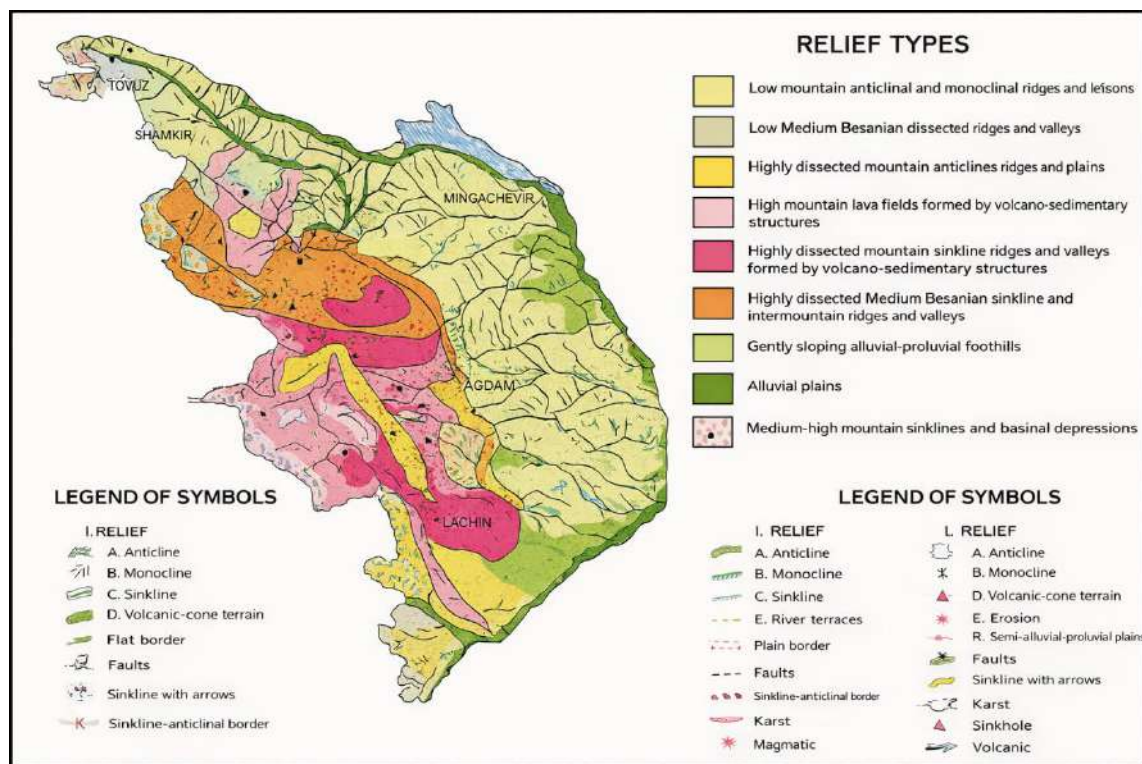 RELIEF TYPES
Low mountain anticlinal and monoclinal ridges and leisons
Low Medium Besanian dissected ridges and valleys
Highly dissected mountain anticlines ridges and plains
High mountain lava fields formed by volcano-sedimentary
structures
Highly dissected mountain sinkline ridges and valleys
formed by volcano-sedimentary structures
Highly dissected Medium Besanian sinkline and
intermountain ridges and valleys
Gently sloping alluvial-proluvial foothills
Alluvial plains
Medium-high mountain sinklines and basinal depressions
TOVUZ
SHAMKIR
MINGACHEVIR
AGDAM
LACHIN
LEGEND OF SYMBOLS
I. RELIEF
A. Anticline
B. Monocline
C. Sinkline
D. Volcanic-cone terrain
Flat border
Faults
Sinkline with arrows
K Sinkline-anticlinal border
LEGEND OF SYMBOLS
I. RELIEF
A. Anticline
B. Monocline
C. Sinkline
E. River terraces
Plain border
Faults
Sinkline-anticlinal border
Karst
Magmatic
I. RELIEF
A. Anticline
B. Monocline
D. Volcanic-cone terrain
E. Erosion
R. Semi-alluvial-proluvial plains
Faults
Sinkline with arrows
Karst
Sinkhole
Volcanic